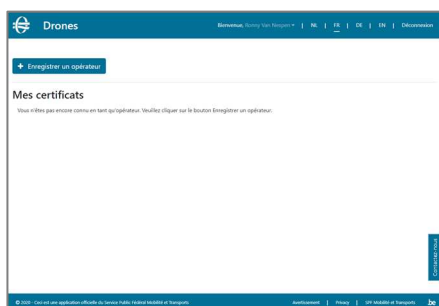 Drones
Bienvenue, Ronny Van Neygen | NL | FR | DE | EN | Déconnexion
+ Enregistrer un opérateur
Mes certificats
Vous n'êtes pas encore connu en tant qu'opérateur. Veuillez cliquer sur le bouton Enregistrer un opérateur.
Contactez-nous
© 2020 - Ceci est une application officielle du Service Public Fédéral Mobilité et Transports
Avertissement | Privacy | SPF Mobilité et Transports .be